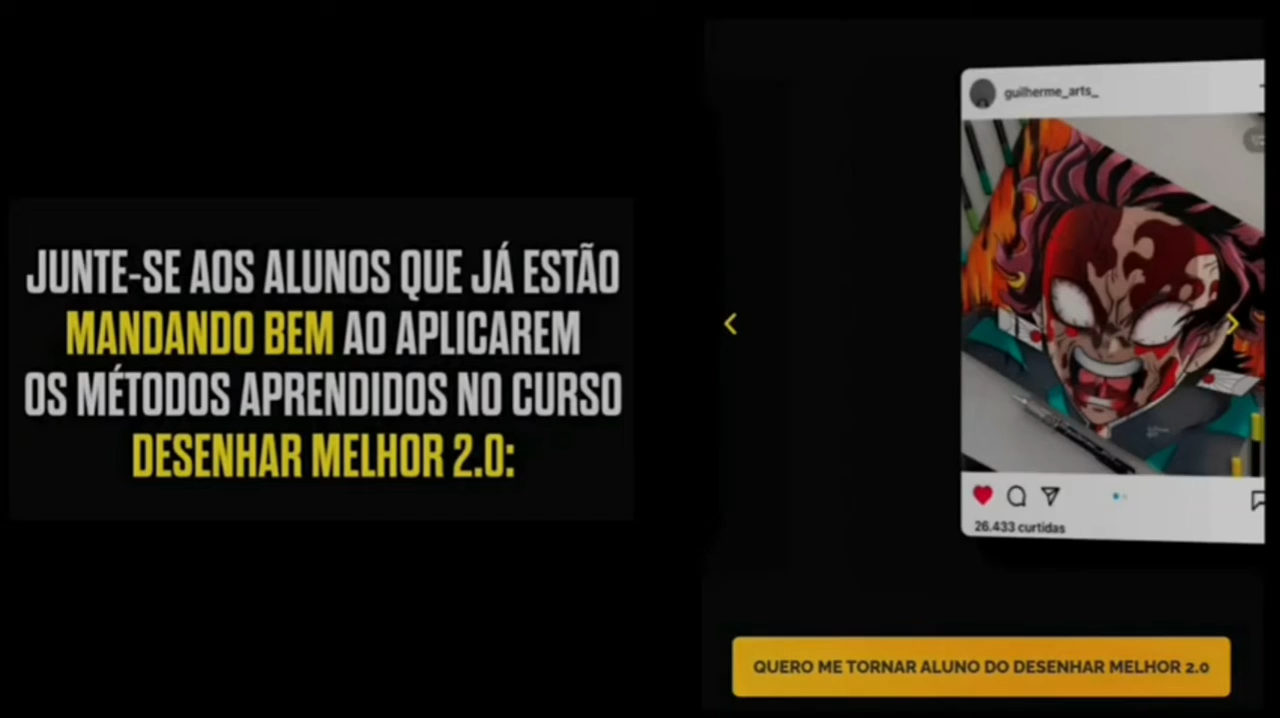 JUNTE-SE AOS ALUNOS QUE JÁ ESTÃO
MANDANDO BEM AO APLICAREM
OS MÉTODOS APRENDIDOS NO CURSO
DESENHAR MELHOR 2.0:
guilherme_arts_
26.433 curtidas
QUERO ME TORNAR ALUNO DO DESENHAR MELHOR 2.0